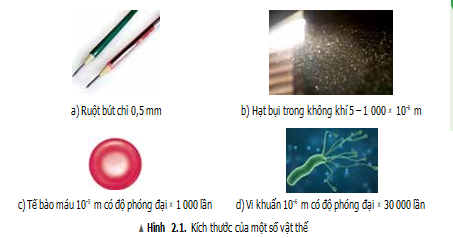 a) Ruột bút chì 0,5 mm
b) Hạt bụi trong không khí 5 – 1 000 × 10⁻⁶ m
c) Tế bào máu 10⁻⁵ m có độ phóng đại × 1 000 lần
d) Vi khuẩn 10⁻⁶ m có độ phóng đại × 30 000 lần
▲ Hình 2.1. Kích thước của một số vật thể